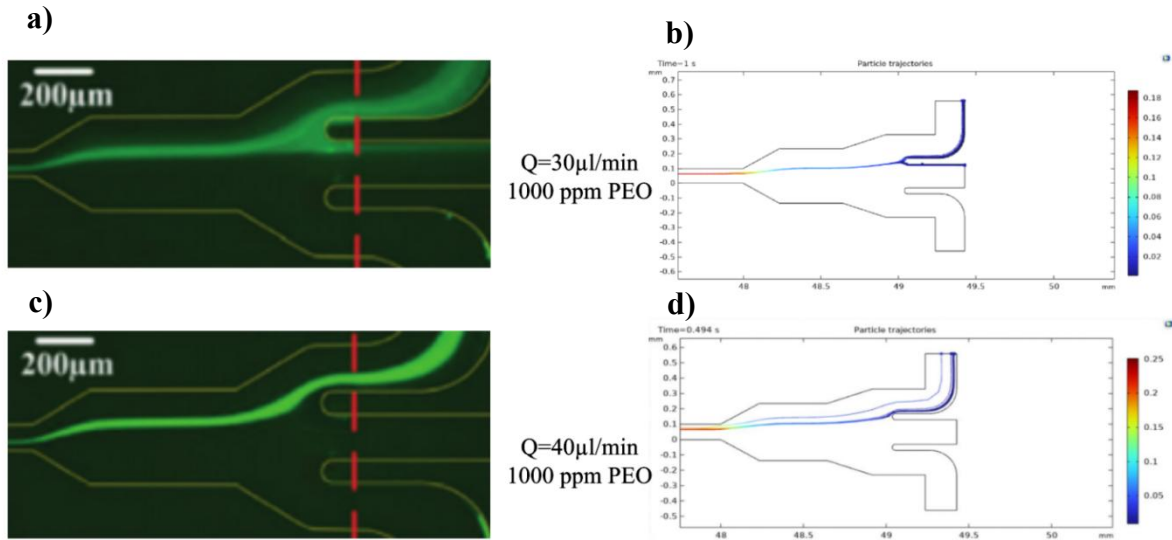 a)
200µm
Q=30µl/min
1000 ppm PEO
b)
Time=1 s
Particle trajectories
mm
0.7
0.6
0.5
0.4
0.3
0.2
0.1
0
-0.1
-0.2
-0.3
-0.4
-0.5
-0.6
48
48.5
49
49.5
50
mm
0.18
0.16
0.14
0.12
0.1
0.08
0.06
0.04
0.02
c)
200µm
Q=40µl/min
1000 ppm PEO
d)
Time=0.494 s
Particle trajectories
mm
0.6
0.5
0.4
0.3
0.2
0.1
0
-0.1
-0.2
-0.3
-0.4
-0.5
48
48.5
49
49.5
50
mm
0.25
0.2
0.15
0.1
0.05